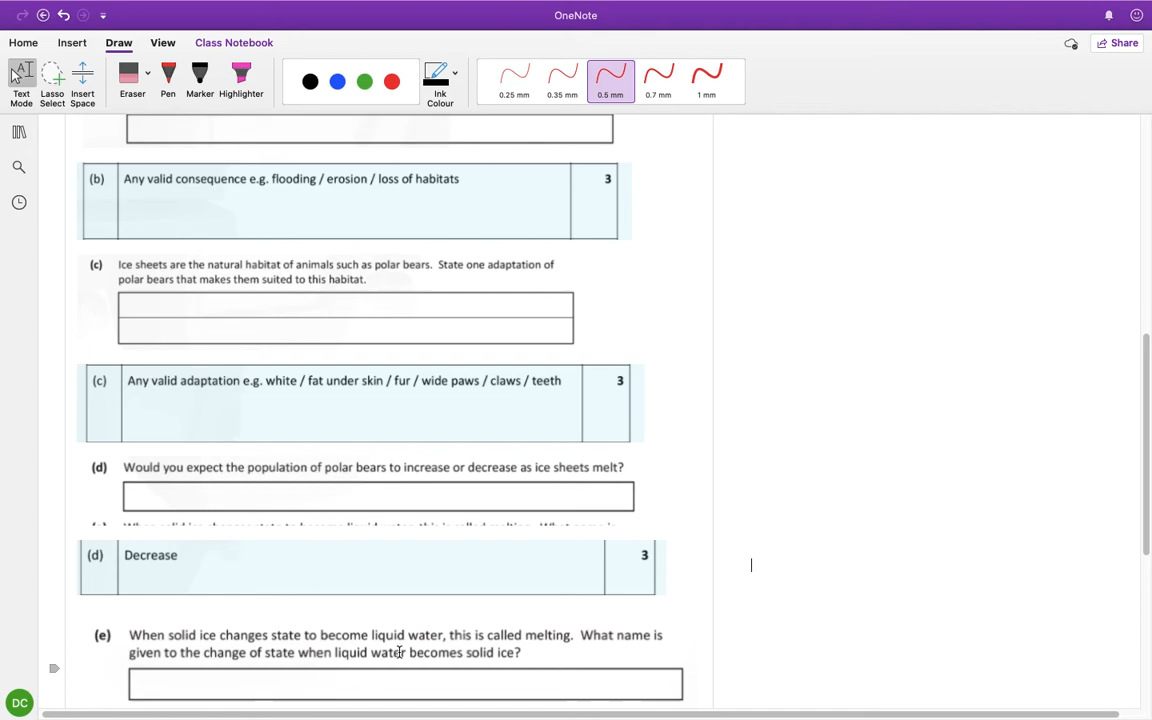 OneNote
Home Insert Draw View Class Notebook
Share
Text Mode
Lasso Select
Insert Space
Eraser
Pen
Marker
Highlighter
Ink Colour
0.25 mm
0.35 mm
0.5 mm
0.7 mm
1 mm
(b) Any valid consequence e.g. flooding / erosion / loss of habitats 3
(c) Ice sheets are the natural habitat of animals such as polar bears. State one adaptation of
polar bears that makes them suited to this habitat.
(c) Any valid adaptation e.g. white / fat under skin / fur / wide paws / claws / teeth 3
(d) Would you expect the population of polar bears to increase or decrease as ice sheets melt?
(d) Decrease 3
(e) When solid ice changes state to become liquid water, this is called melting. What name is
given to the change of state when liquid water becomes solid ice?
DC